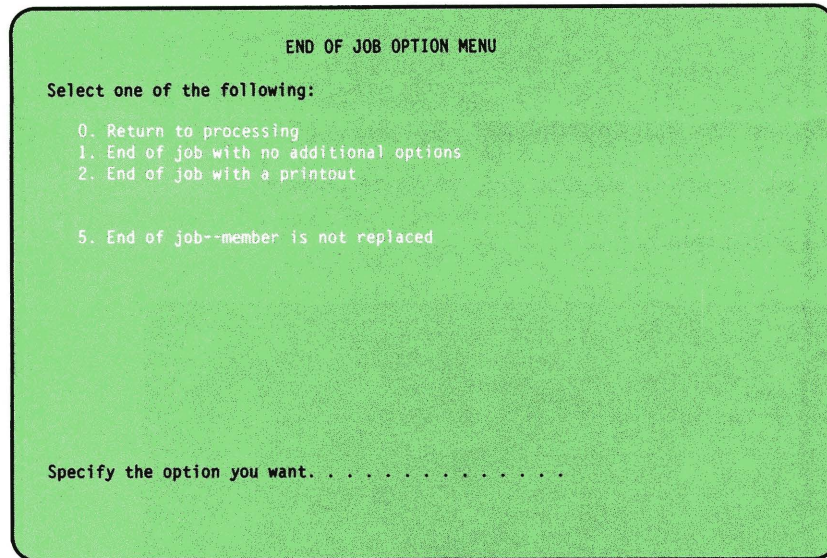 END OF JOB OPTION MENU
Select one of the following:
0. Return to processing
1. End of job with no additional options
2. End of job with a printout
5. End of job--member is not replaced
Specify the option you want. . . . . . . . . . . . . . .